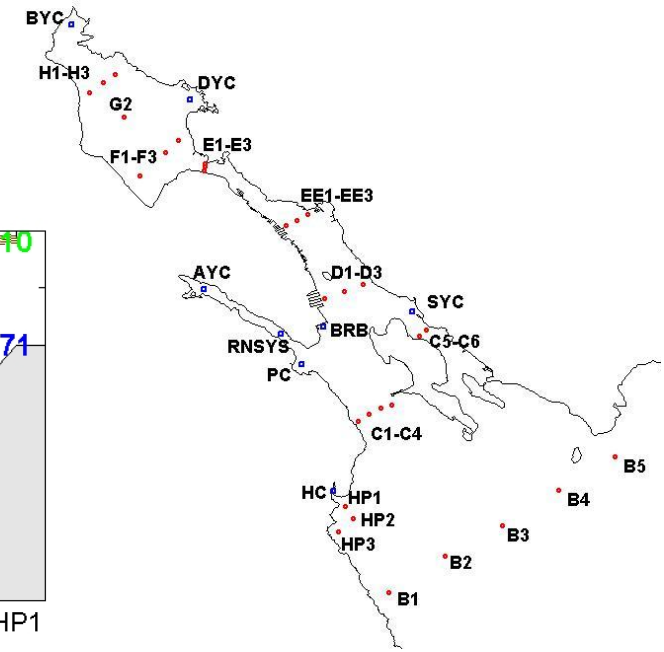 BYC
H1-H3
DYC
G2
E1-E3
F1-F3
EE1-EE3
10
AYC
D1-D3
SYC
BRB
RNSYS
C5-C6
71
PC
C1-C4
B5
HC
HP1
B4
HP2
B3
HP3
B2
B1
HP1